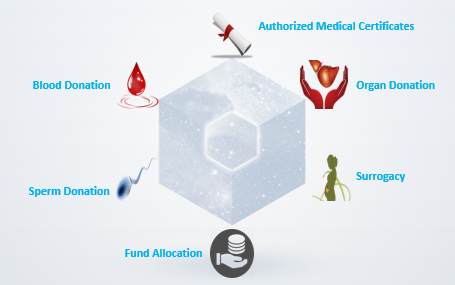 Authorized Medical Certificates
Blood Donation
Organ Donation
Surrogacy
Sperm Donation
Fund Allocation